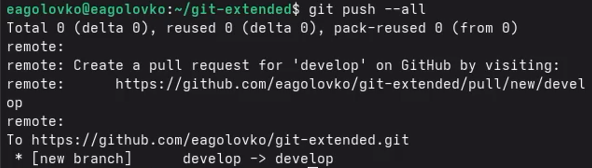 eagolovko@eagolovko:~/git-extended$ git push --all
Total 0 (delta 0), reused 0 (delta 0), pack-reused 0 (from 0)
remote:
remote: Create a pull request for 'develop' on GitHub by visiting:
remote:      https://github.com/eagolovko/git-extended/pull/new/devel
op
remote:
To https://github.com/eagolovko/git-extended.git
 * [new branch]      develop -> develop